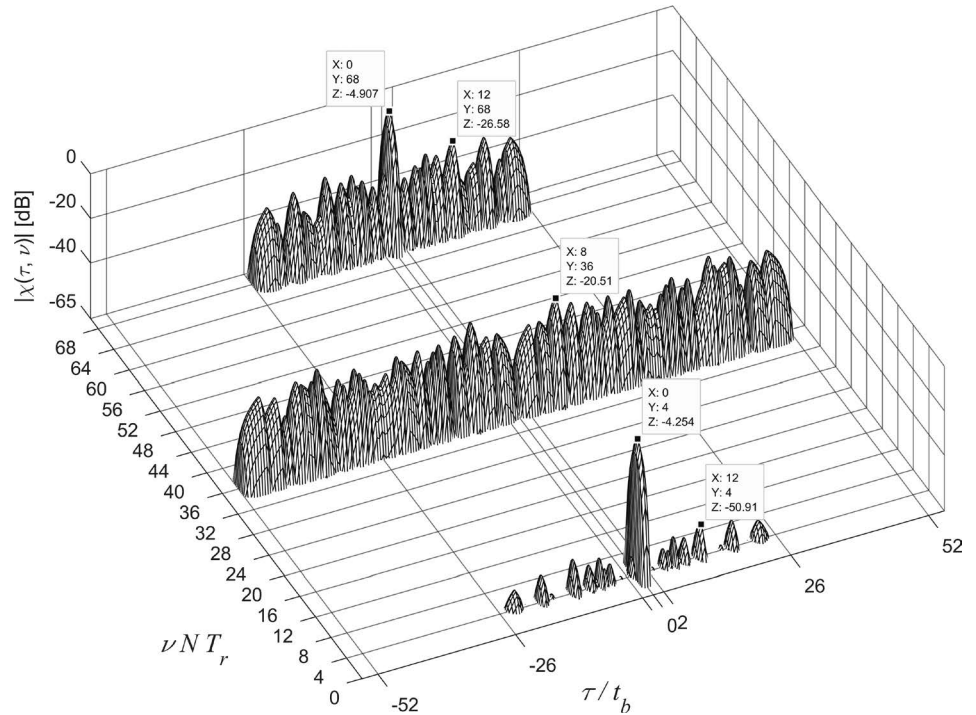 X: 0
Y: 68
Z: -4.907
X: 12
Y: 68
Z: -26.58
X: 8
Y: 36
Z: -20.51
X: 0
Y: 4
Z: -4.254
X: 12
Y: 4
Z: -50.91
|χ(τ, ν)| [dB]
0
-20
-40
-65
68
64
60
56
52
48
44
40
36
32
28
24
20
16
12
8
4
0
ν N T_r
-52
-26
02
26
52
τ / t_b